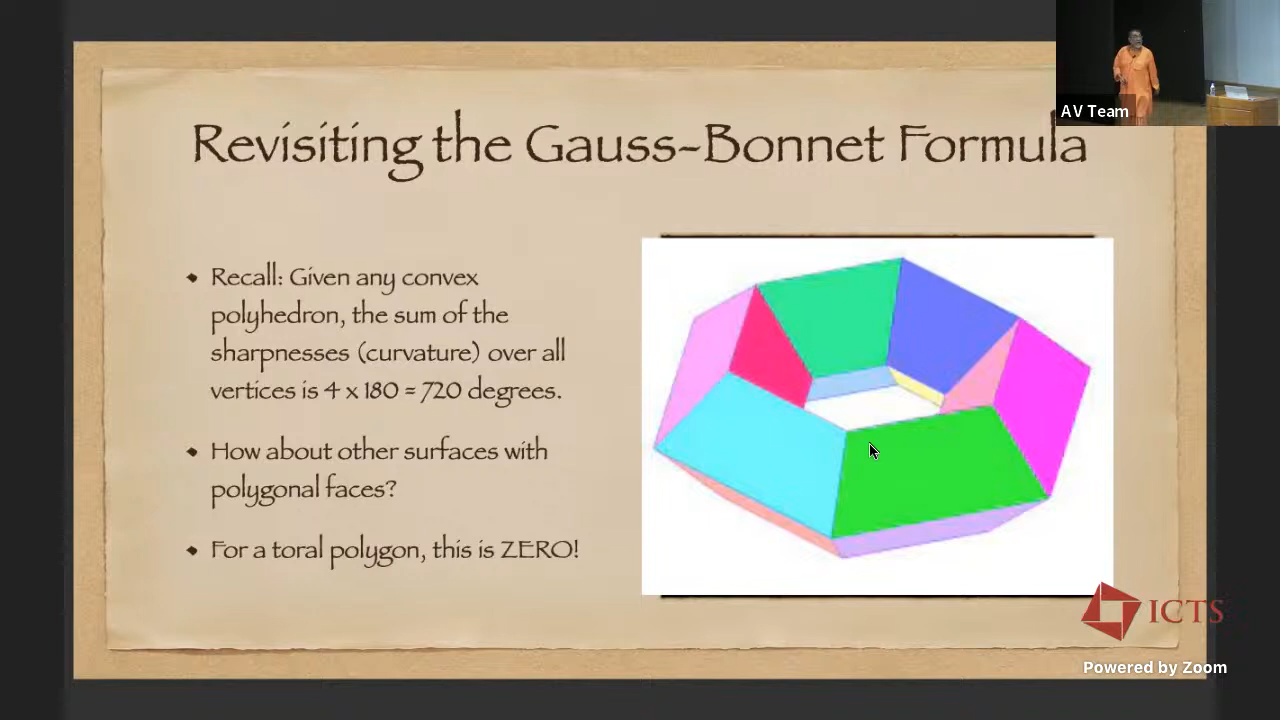 AV Team
Revisiting the Gauss-Bonnet Formula
• Recall: Given any convex
polyhedron, the sum of the
sharpnesses (curvature) over all
vertices is 4 x 180 = 720 degrees.
• How about other surfaces with
polygonal faces?
• For a toral polygon, this is ZERO!
ICTS
Powered by Zoom